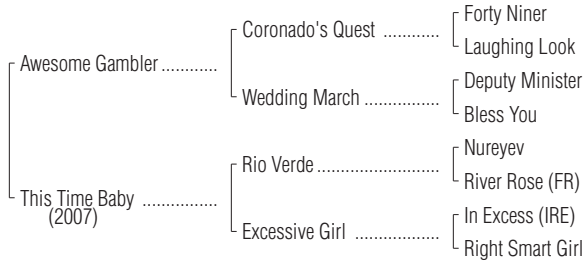 Forty Niner
Coronado's Quest ............
Laughing Look
Awesome Gambler ............
Deputy Minister
Wedding March ................
Bless You
Nureyev
Rio Verde ..........................
River Rose (FR)
This Time Baby ................
(2007)
In Excess (IRE)
Excessive Girl ...................
Right Smart Girl